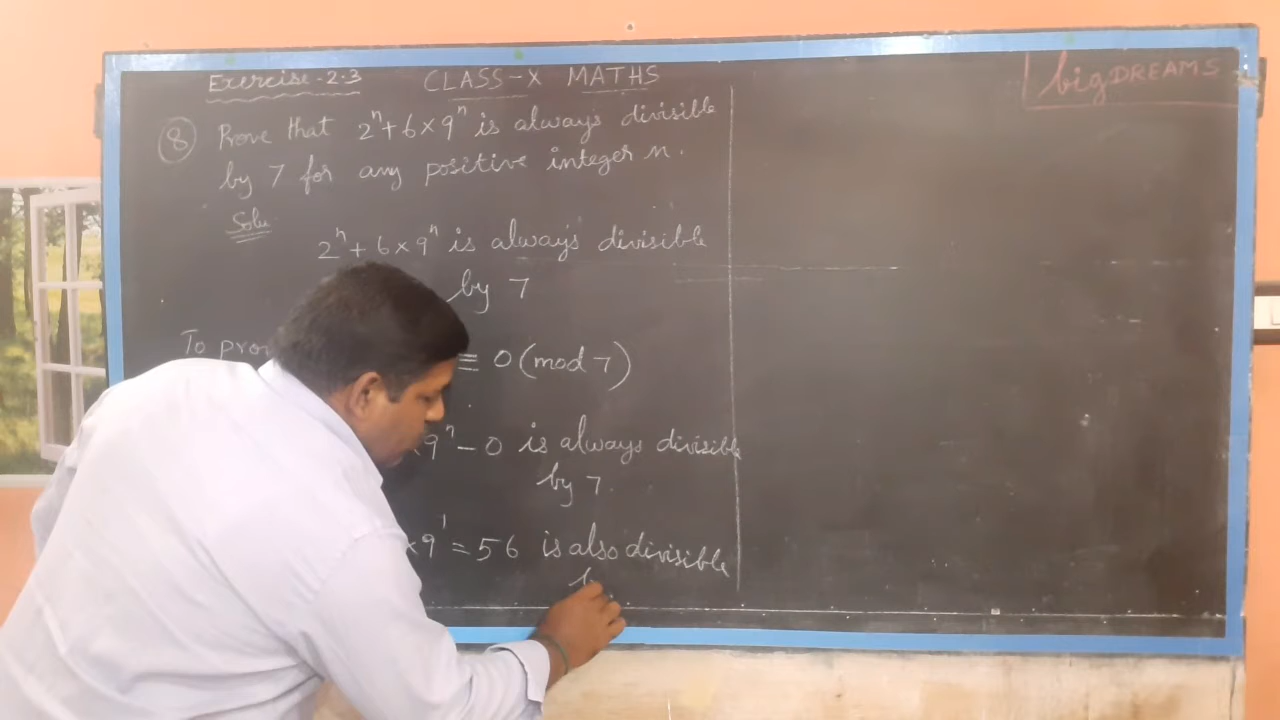 Exercise-2.3 CLASS-X MATHS
bigDREAMS
8 Prove that 2ⁿ+6×9ⁿ is always divisible
by 7 for any positive integer n.
Solu
2ⁿ+6×9ⁿ is always divisible
by 7
To prov ≡ 0(mod 7)
×9ⁿ-0 is always divisible
by 7.
×9¹=56 is also divisible